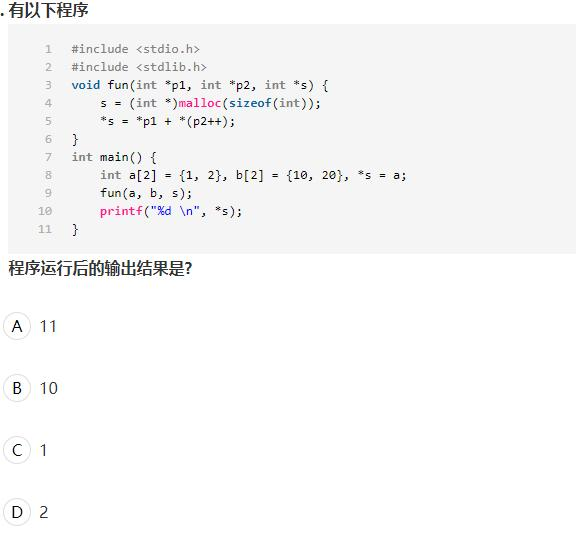 . 有以下程序
1 #include <stdio.h>
2 #include <stdlib.h>
3 void fun(int *p1, int *p2, int *s) {
4     s = (int *)malloc(sizeof(int));
5     *s = *p1 + *(p2++);
6 }
7 int main() {
8     int a[2] = {1, 2}, b[2] = {10, 20}, *s = a;
9     fun(a, b, s);
10     printf("%d \n", *s);
11 }
程序运行后的输出结果是?
A 11
B 10
C 1
D 2